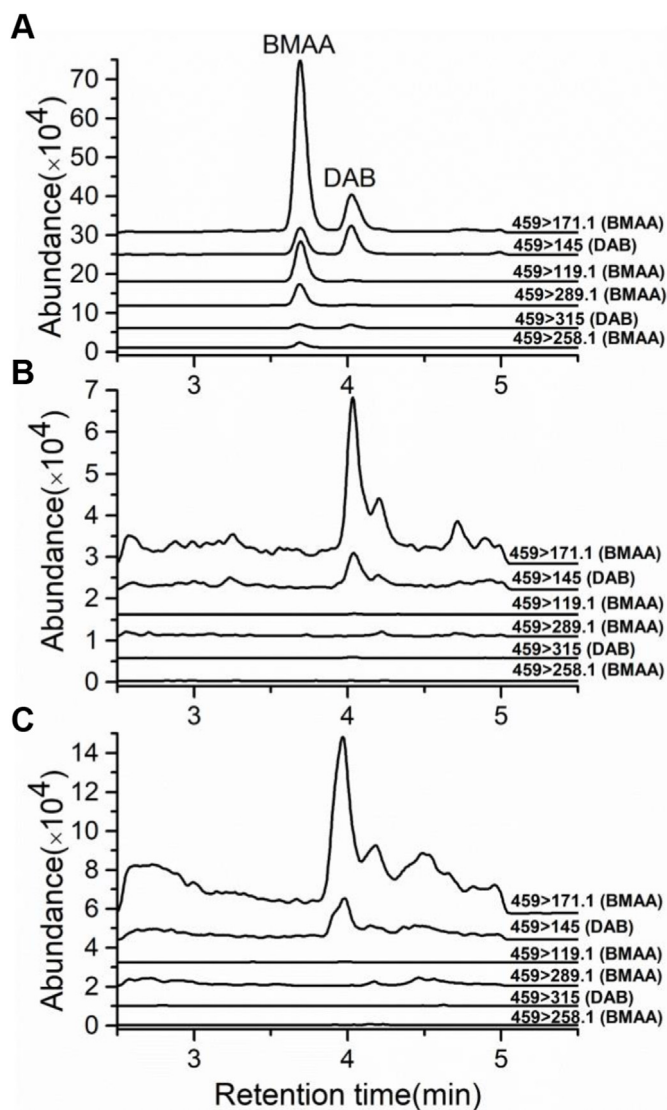 A
BMAA
DAB
Abundance(×10⁴)
70
60
50
40
30
20
10
0
459>171.1 (BMAA)
459>145 (DAB)
459>119.1 (BMAA)
459>289.1 (BMAA)
459>315 (DAB)
459>258.1 (BMAA)
3
4
5
B
Abundance(×10⁴)
7
6
5
4
3
2
1
0
459>171.1 (BMAA)
459>145 (DAB)
459>119.1 (BMAA)
459>289.1 (BMAA)
459>315 (DAB)
459>258.1 (BMAA)
3
4
5
C
Abundance(×10⁴)
14
12
10
8
6
4
2
0
459>171.1 (BMAA)
459>145 (DAB)
459>119.1 (BMAA)
459>289.1 (BMAA)
459>315 (DAB)
459>258.1 (BMAA)
3
4
5
Retention time(min)